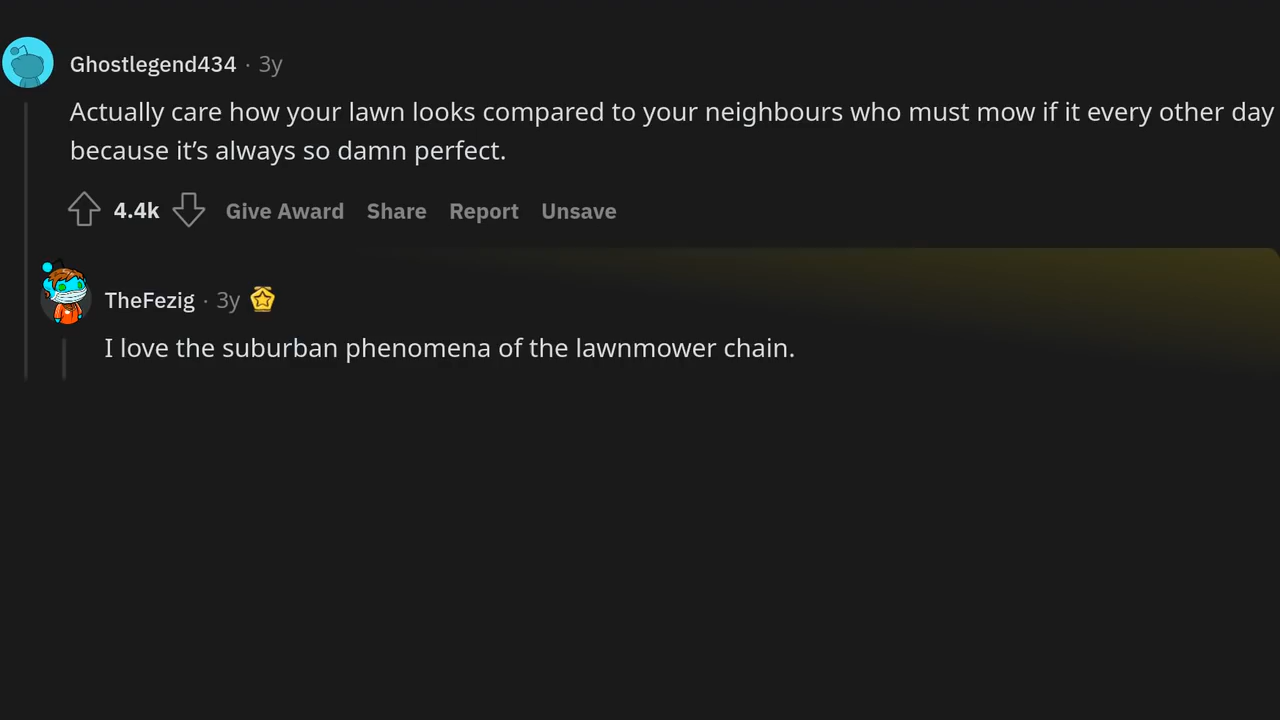 Ghostlegend434 · 3y
Actually care how your lawn looks compared to your neighbours who must mow if it every other day
because it’s always so damn perfect.
4.4k Give Award Share Report Unsave
TheFezig · 3y
I love the suburban phenomena of the lawnmower chain.